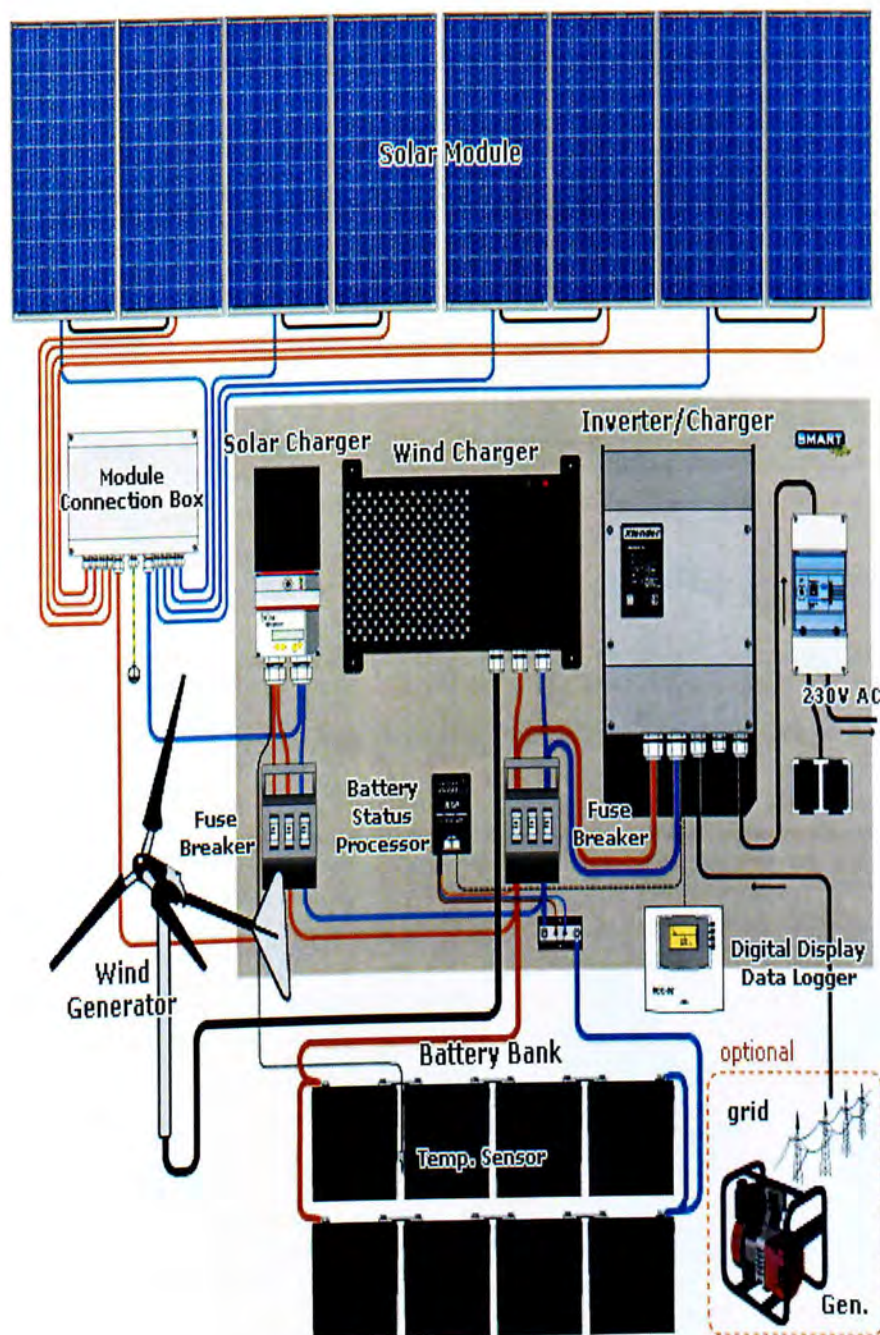 Solar Module
Module
Connection Box
Solar Charger
Wind Charger
Inverter/Charger
Xtender
230V AC
Fuse
Breaker
Battery
Status
Processor
Fuse
Breaker
Wind
Generator
Digital Display
Data Logger
Battery Bank
Temp. Sensor
optional
grid
Gen.